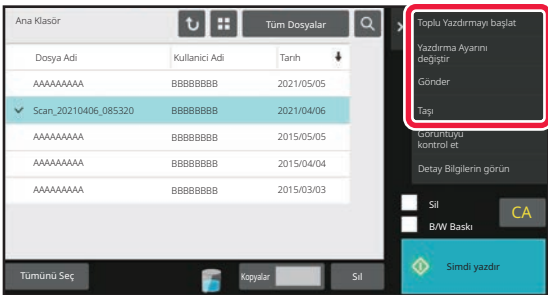 Ana Klasör
Tüm Dosyalar
Toplu Yazdırmayı başlat
Yazdırma Ayarını
değiştir
Gönder
Taşı
Görüntüyü
kontrol et
Detay Bilgilerin görün
Dosya Adi Kullanici Adi Tarıh
AAAAAAAAA BBBBBBBB 2021/05/05
Scan_20210406_085320 BBBBBBBB 2021/04/06
AAAAAAAAA BBBBBBBB 2015/05/05
AAAAAAAAA BBBBBBBB 2015/04/04
AAAAAAAAA BBBBBBBB 2015/03/03
Sil
B/W Baskı
CA
Tümünü Seç
Kopyalar
Sıl
Simdi yazdır